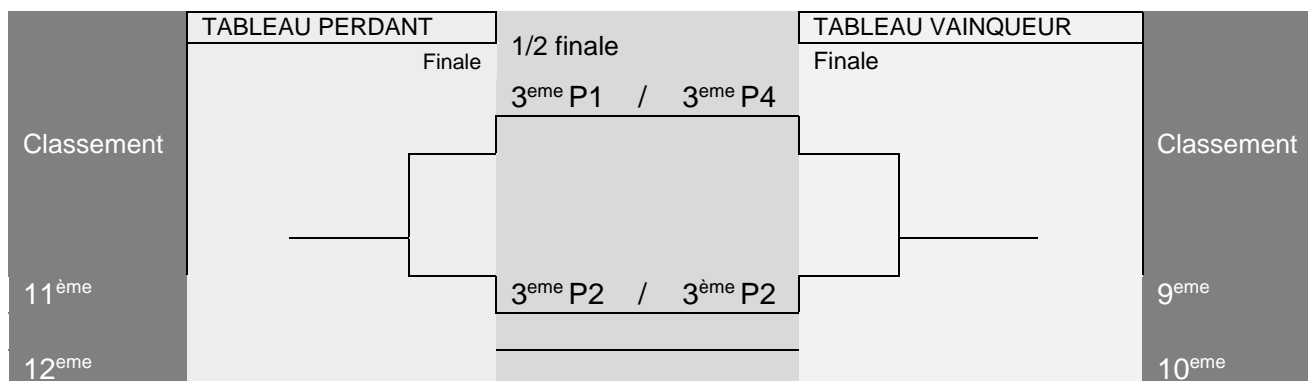 TABLEAU PERDANT
1/2 finale
TABLEAU VAINQUEUR
Finale
Finale
3eme P1 / 3eme P4
Classement
Classement
11ème
3eme P2 / 3ème P2
9eme
12eme
10eme